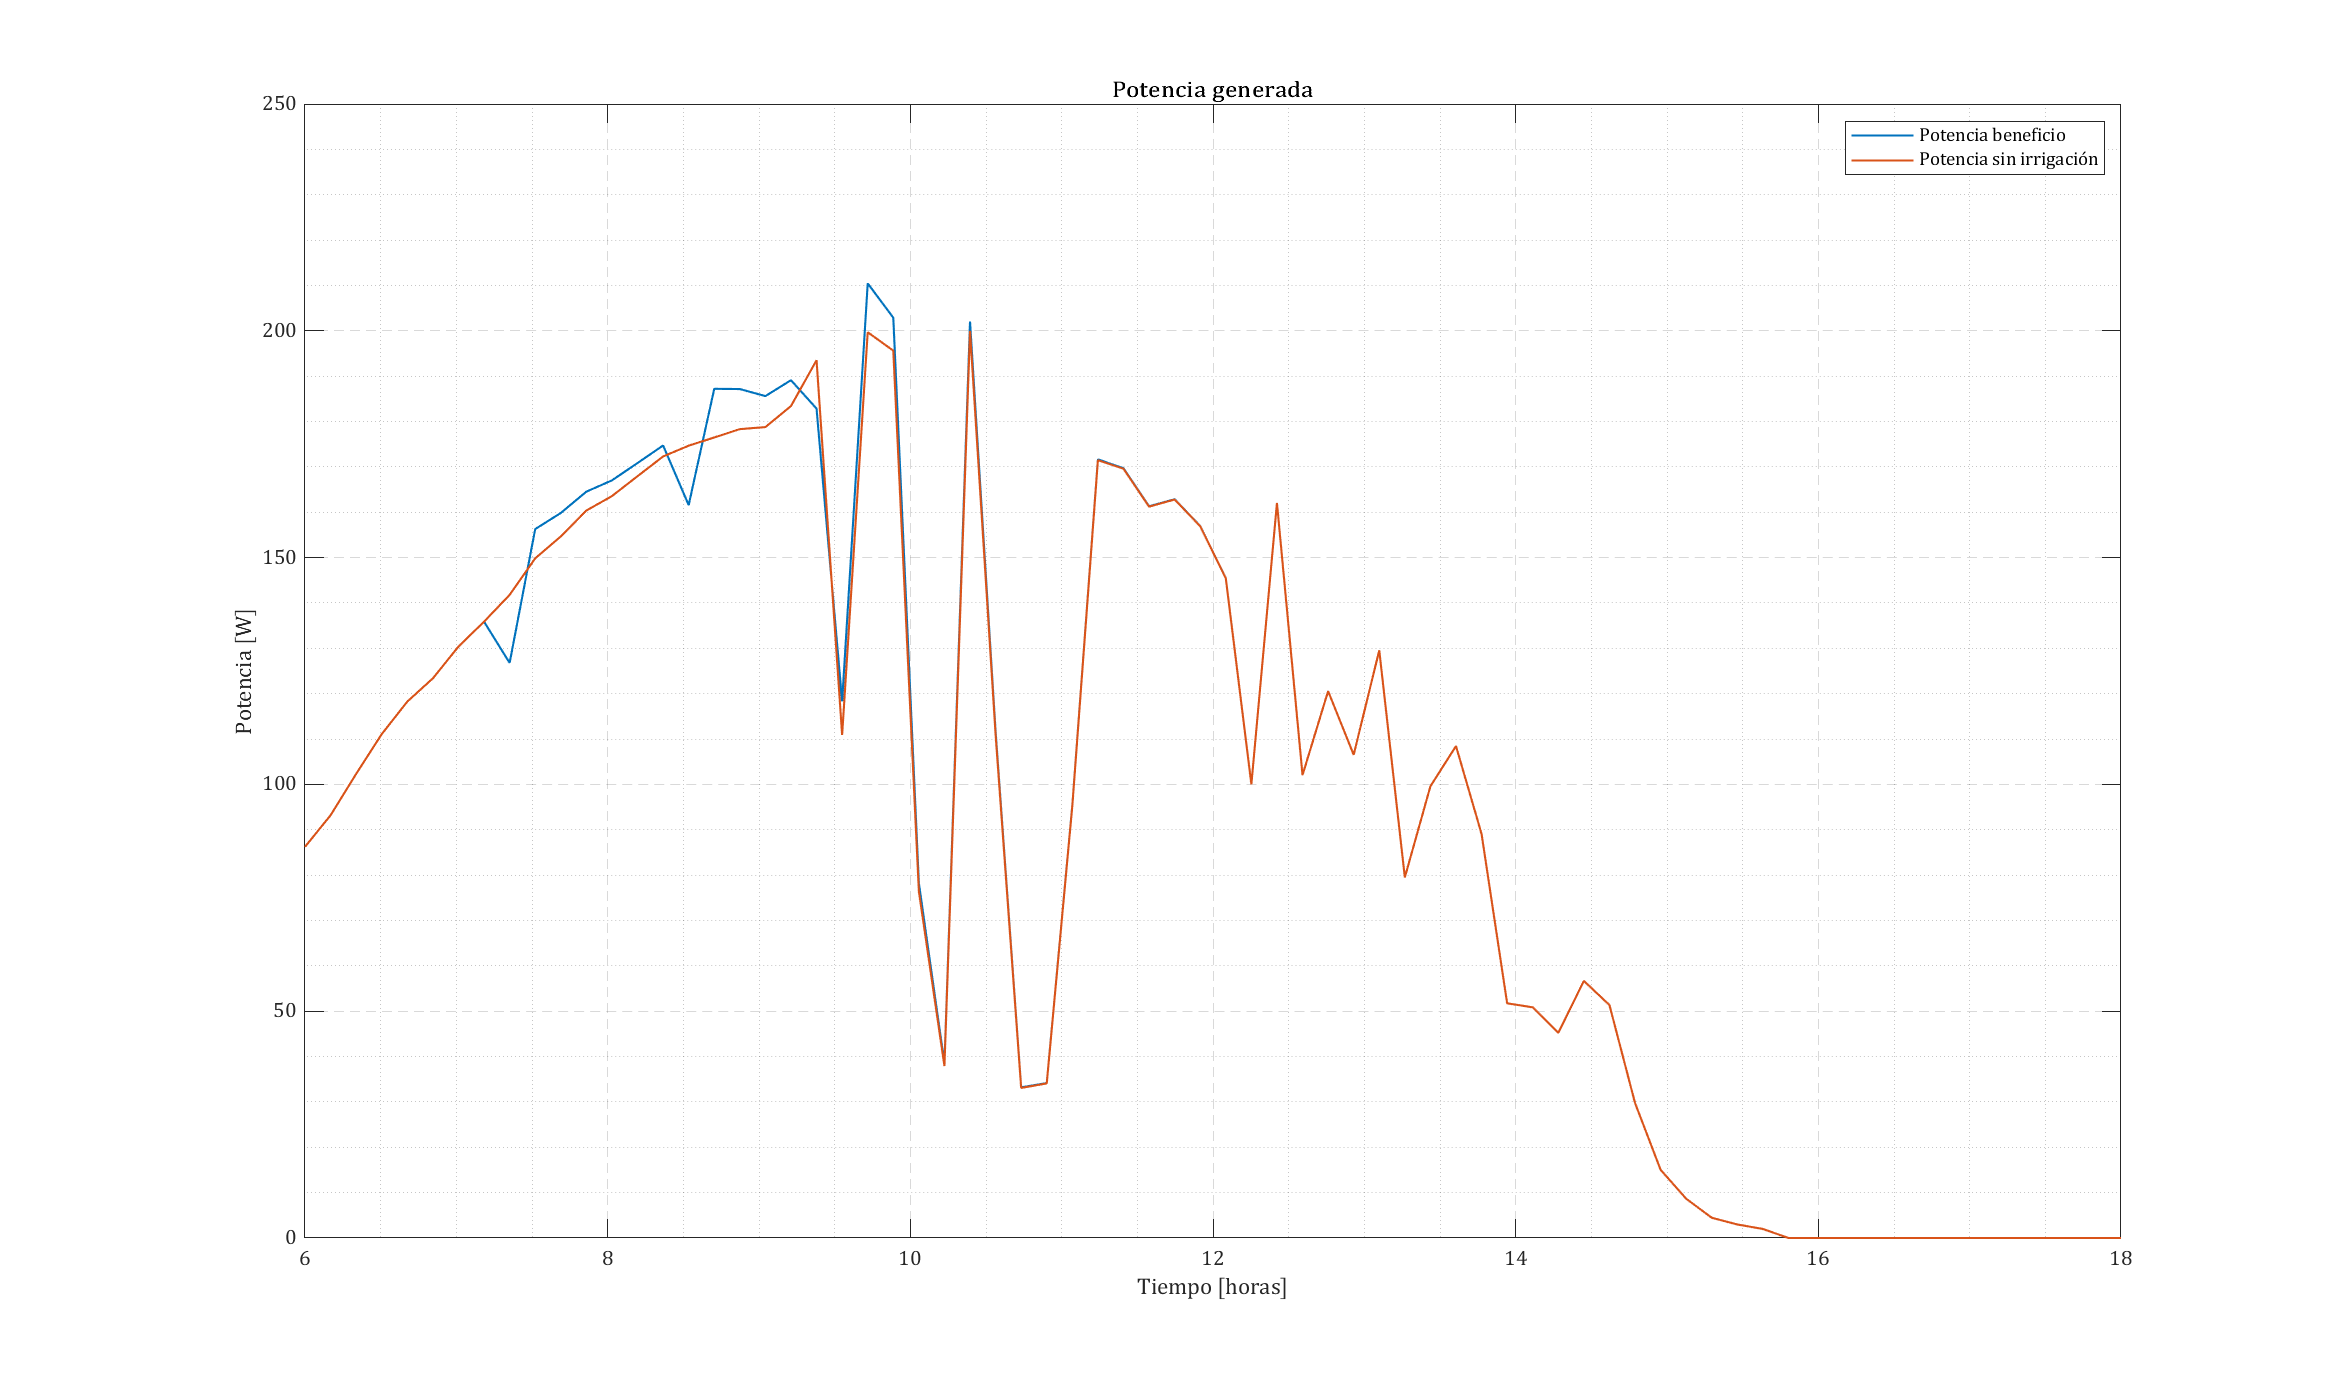 Potencia generada
250
200
150
100
50
0
Potencia [W]
Potencia beneficio
Potencia sin irrigación
6 8 10 12 14 16 18
Tiempo [horas]